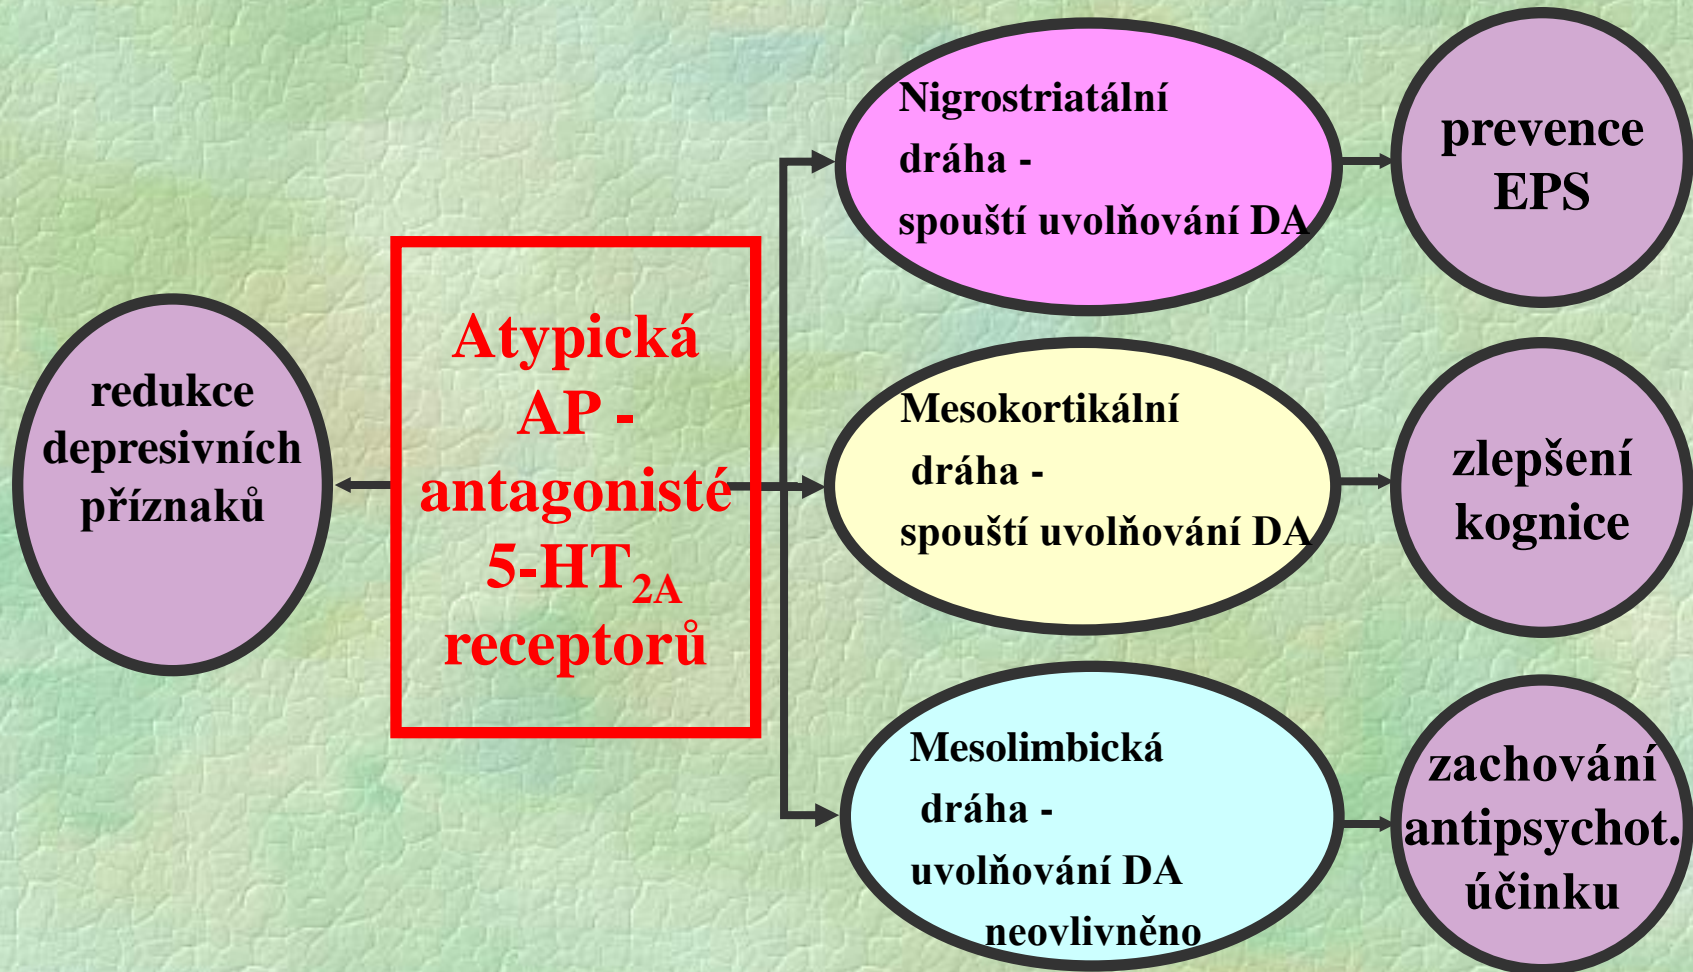 redukce
depresivních
příznaků
Atypická
AP -
antagonisté
5-HT₂A
receptorů
Nigrostriatální
dráha -
spouští uvolňování DA
prevence
EPS
Mesokortikální
dráha -
spouští uvolňování DA
zlepšení
kognice
Mesolimbická
dráha -
uvolňování DA
neovlivněno
zachování
antipsychot.
účinku